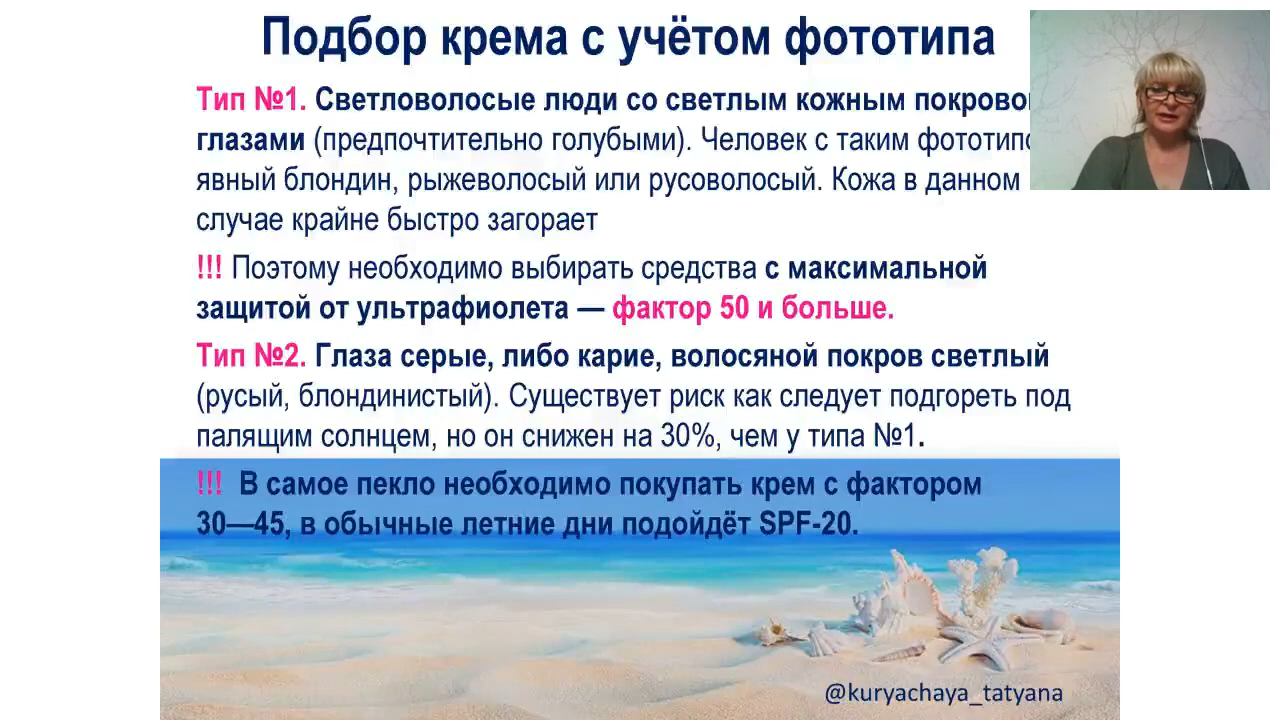 Подбор крема с учётом фототипа
Тип №1. Светловолосые люди со светлым кожным
глазами (предпочтительно голубыми). Человек с таким
явный блондин, рыжеволосый или русоволосый. Кожа в данном
случае крайне быстро загорает
!!! Поэтому необходимо выбирать средства с максимальной
защитой от ультрафиолета — фактор 50 и больше.
Тип №2. Глаза серые, либо карие, волосяной покров светлый
(русый, блондинистый). Существует риск как следует подгореть под
палящим солнцем, но он снижен на 30%, чем у типа №1.
!!! В самое пекло необходимо покупать крем с фактором
30—45, в обычные летние дни подойдёт SPF-20.
@kuryachaya_tatyana